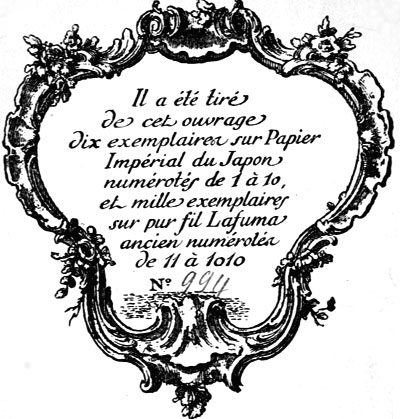 Il a été tiré
de cet ouvrage
dix exemplaires sur Papier
Impérial du Japon
numérotés de 1 à 10,
et mille exemplaires
sur pur fil Lafuma
ancien numérotés
de 11 à 1010
Nº 994